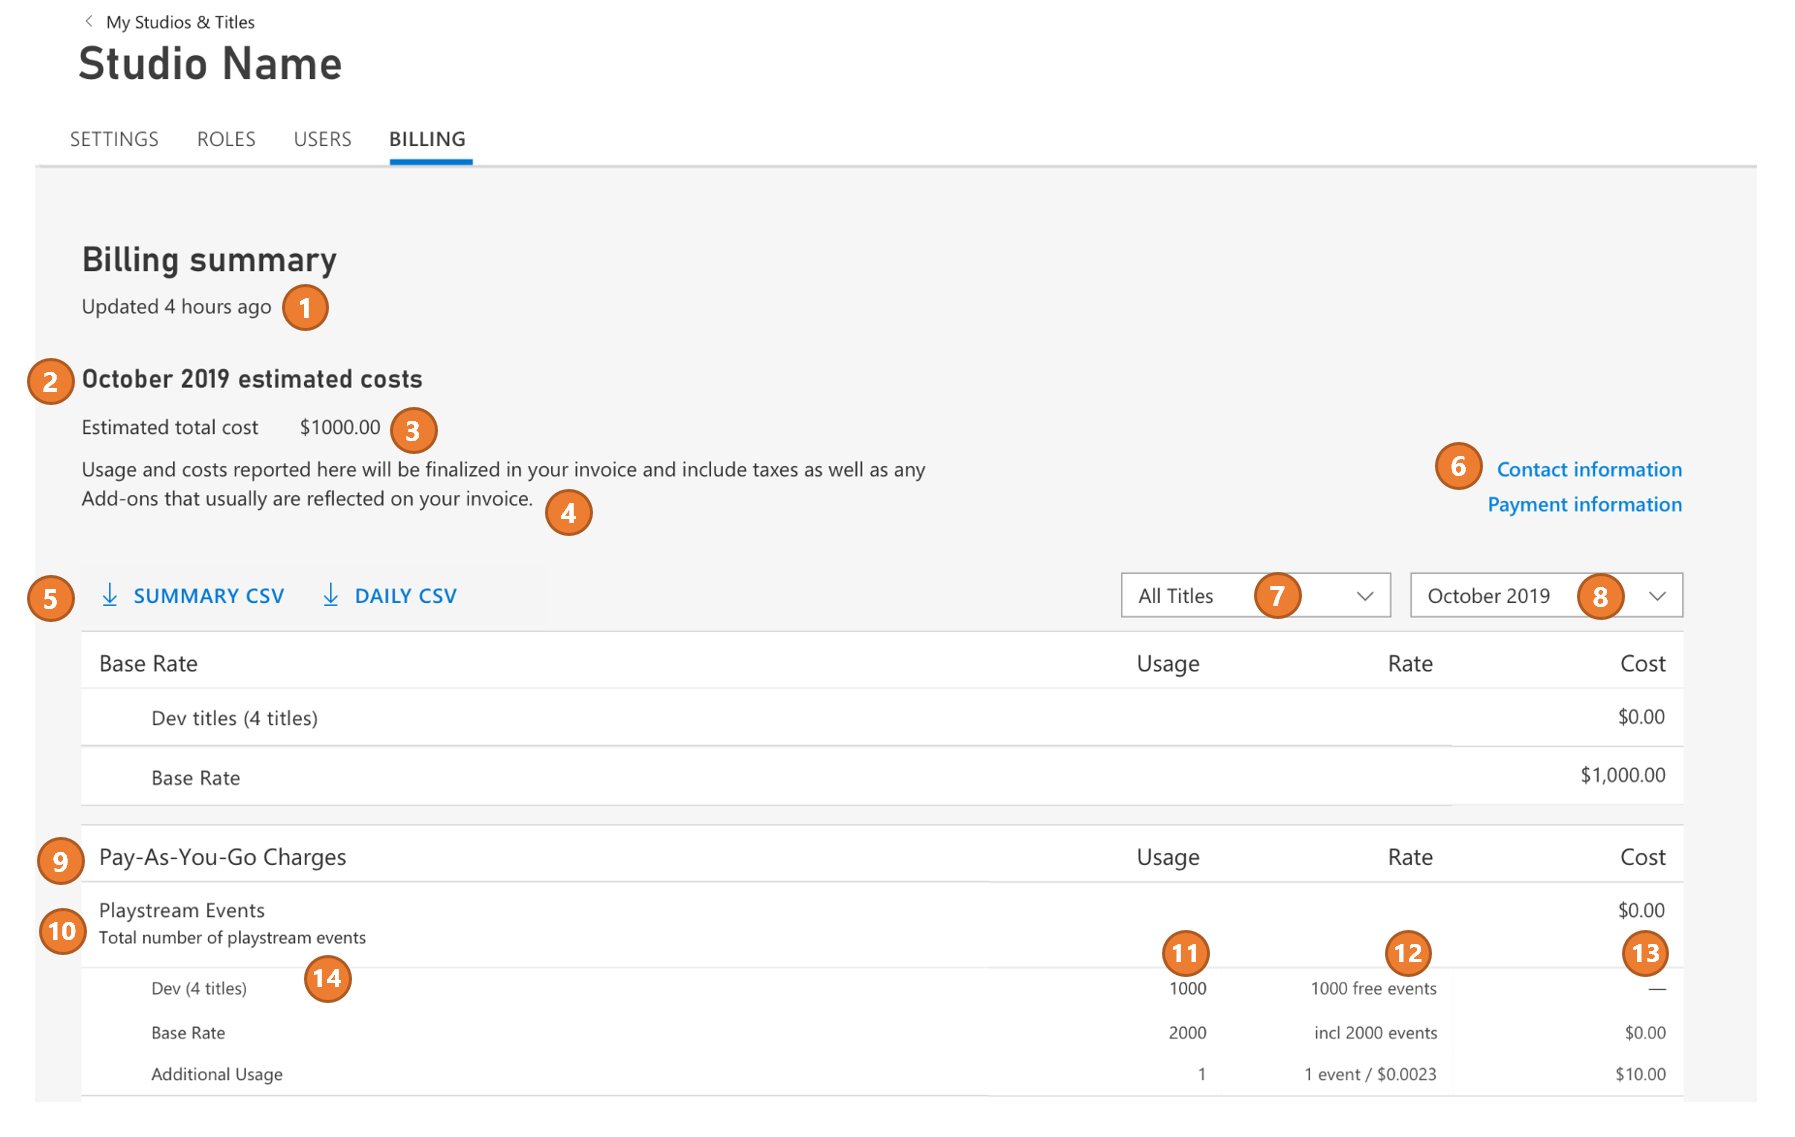 My Studios & Titles
Studio Name
SETTINGS ROLES USERS BILLING
Billing summary
Updated 4 hours ago 1
2 October 2019 estimated costs
Estimated total cost $1000.00 3
Usage and costs reported here will be finalized in your invoice and include taxes as well as any
Add-ons that usually are reflected on your invoice. 4
6 Contact information
Payment information
5 SUMMARY CSV DAILY CSV All Titles 7 October 2019 8
Base Rate Usage Rate Cost
Dev titles (4 titles) $0.00
Base Rate $1,000.00
9 Pay-As-You-Go Charges Usage Rate Cost
Playstream Events $0.00
10 Total number of playstream events
11 12 13
14
Dev (4 titles) 1000 1000 free events —
Base Rate 2000 incl 2000 events $0.00
Additional Usage 1 1 event / $0.0023 $10.00